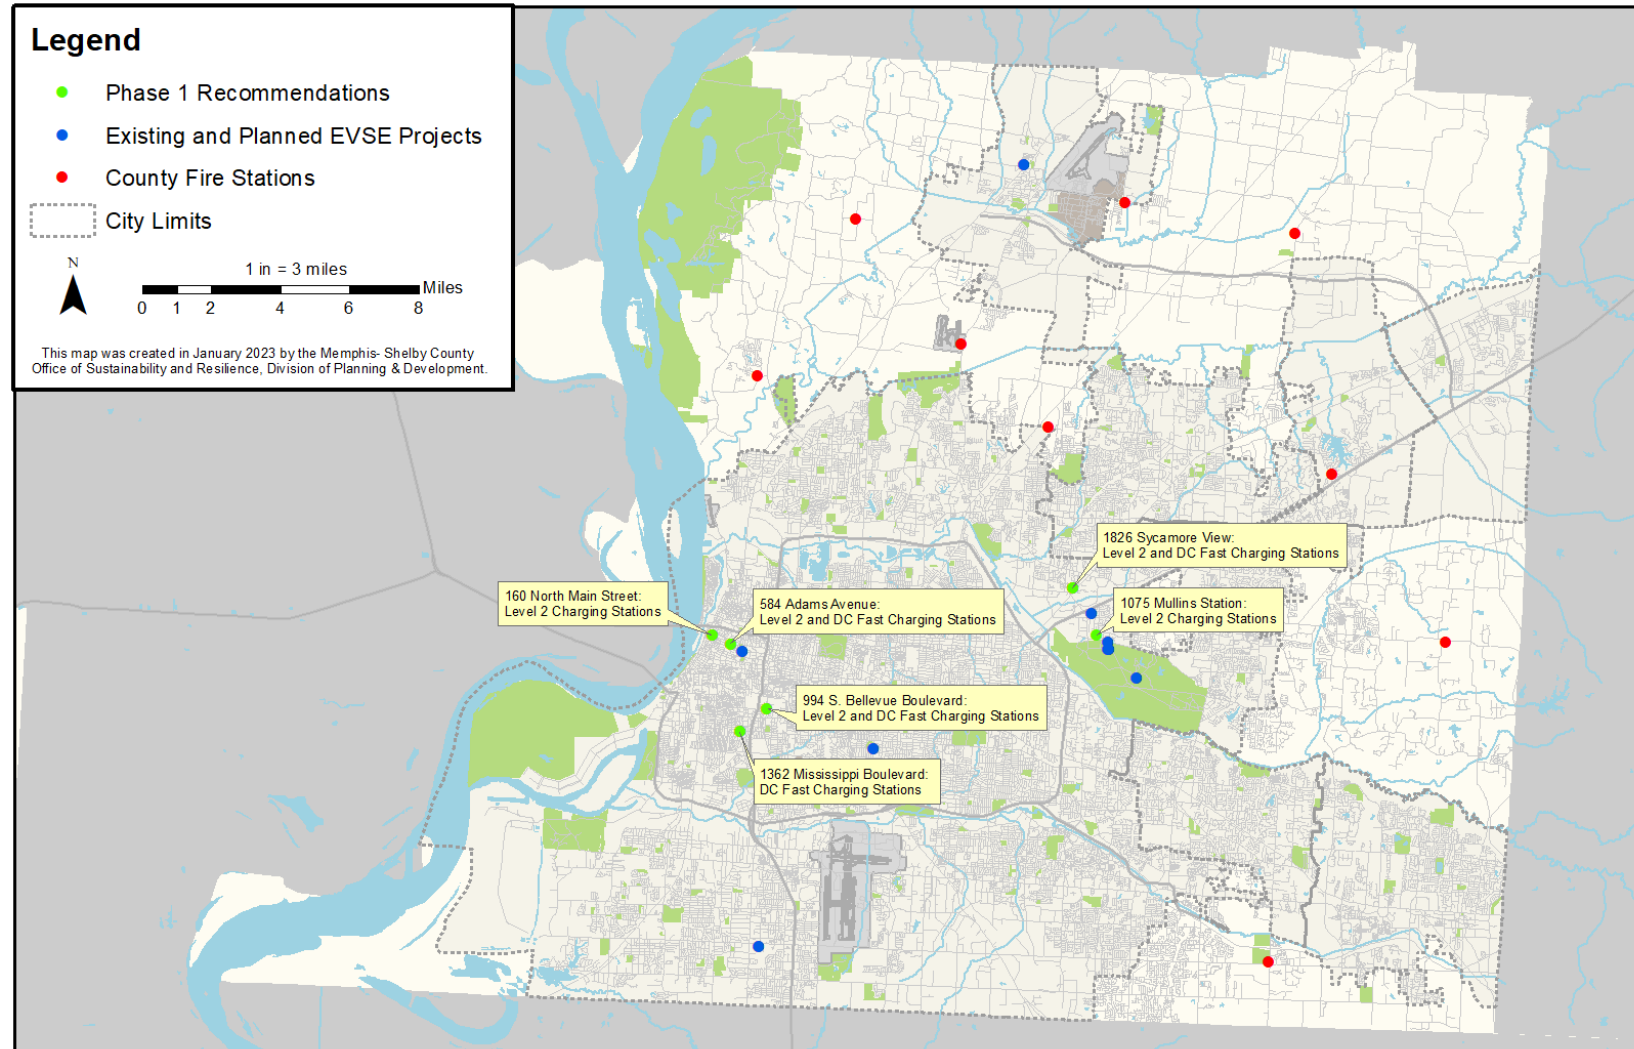 Legend
Phase 1 Recommendations
Existing and Planned EVSE Projects
County Fire Stations
City Limits
N
1 in = 3 miles
Miles
0 1 2 4 6 8
This map was created in January 2023 by the Memphis- Shelby County
Office of Sustainability and Resilience, Division of Planning & Development.
1826 Sycamore View:
Level 2 and DC Fast Charging Stations
160 North Main Street:
Level 2 Charging Stations
584 Adams Avenue:
Level 2 and DC Fast Charging Stations
1075 Mullins Station:
Level 2 Charging Stations
994 S. Bellevue Boulevard:
Level 2 and DC Fast Charging Stations
1362 Mississippi Boulevard:
DC Fast Charging Stations